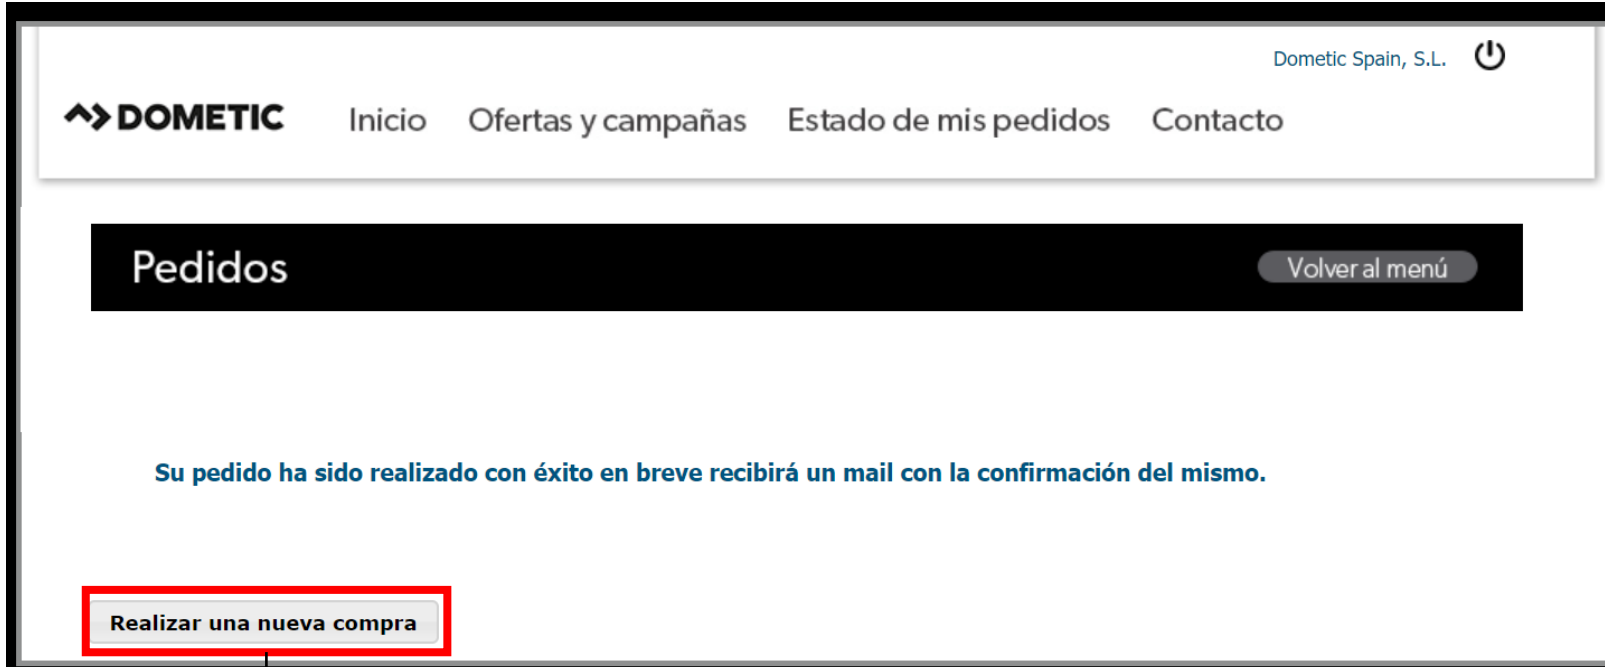 Dometic Spain, S.L.
DOMETIC Inicio Ofertas y campañas Estado de mis pedidos Contacto
Pedidos Volver al menú
Su pedido ha sido realizado con éxito en breve recibirá un mail con la confirmación del mismo.
Realizar una nueva compra